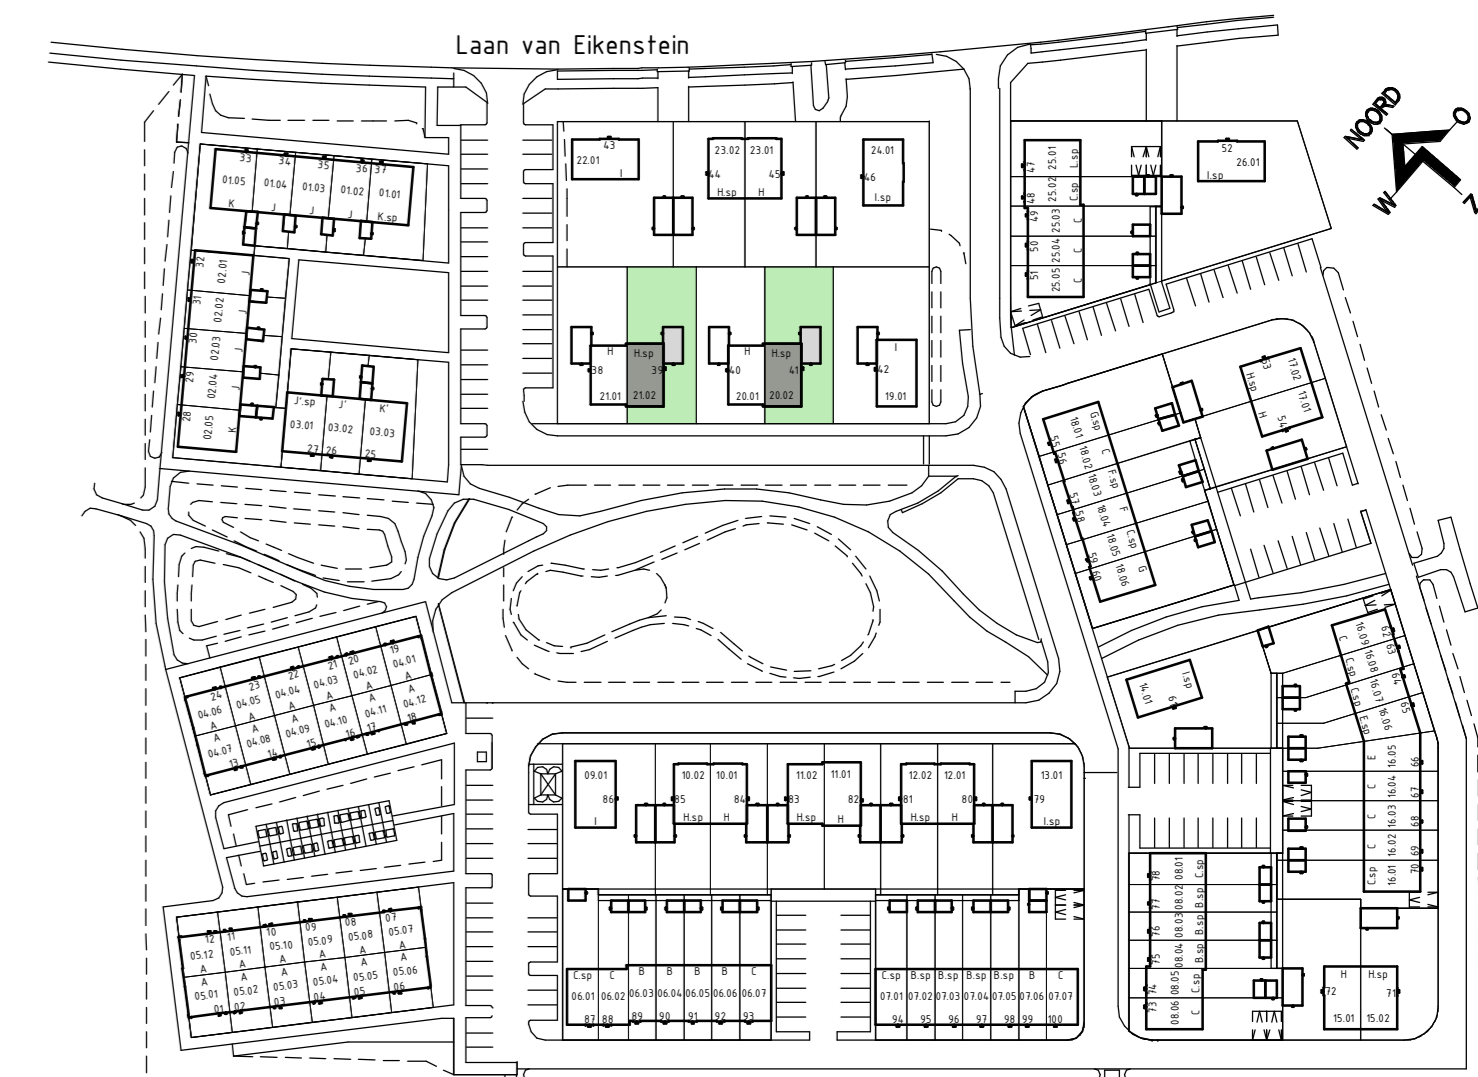 Laan van Eikenstein
NOORD
O
W
Z
33 34 35 36 37
01.05 01.04 01.03 01.02 01.01
K J J J K.sp
32 02.01 J
31 02.02 J
30 02.03 J
29 02.04 J
28 02.05 K
J'.sp J' K'
03.01 03.02 03.03
27 26 25
43
22.01
I
23.02 23.01
44 45
H.sp H
24.01
46
I.sp
H H.sp H H.sp I
38 39 40 41 42
21.01 21.02 20.01 20.02 19.01
47 25.01 L.sp
48 25.02 C.sp
49 25.03 C
50 25.04 C
51 25.05 C
52
26.01
I.sp
53 17.02
H.sp
17.01
H
54
55 18.01 G.sp
56 18.02 C
57 18.03 F.sp
58 18.04 F
59 18.05 C.sp
60 18.06 G
24 23 22 21 20 19
04.06 04.05 04.04 04.03 04.02 04.01
A A A A A A
A A A A A A
04.07 04.08 04.09 04.10 04.11 04.12
13 14 15 16 17 18
14.01
I.sp
61
62 16.09 C
63 16.08 C.sp
64 16.07 C.sp
65 16.06 E.sp
E 16.05 66
C 16.04 67
C 16.03 68
C 16.02 69
C.sp 16.01 70
09.01 10.02 10.01 11.02 11.01 12.02 12.01 13.01
86 85 84 83 82 81 80 79
I H.sp H H.sp H H.sp H I.sp
12 11 10 09 08 07
05.12 05.11 05.10 05.09 05.08 05.07
A A A A A A
A A A A A A
05.01 05.02 05.03 05.04 05.05 05.06
01 02 03 04 05 06
C.sp C B B B B C
06.01 06.02 06.03 06.04 06.05 06.06 06.07
87 88 89 90 91 92 93
C.sp B.sp B.sp B.sp B.sp B C
07.01 07.02 07.03 07.04 07.05 07.06 07.07
94 95 96 97 98 99 100
78 08.01 C.sp
77 08.02 B.sp
76 08.03 B.sp
75 08.04 B.sp
74 08.05 C.sp
73 08.06 C
H H.sp
72 71
15.01 15.02